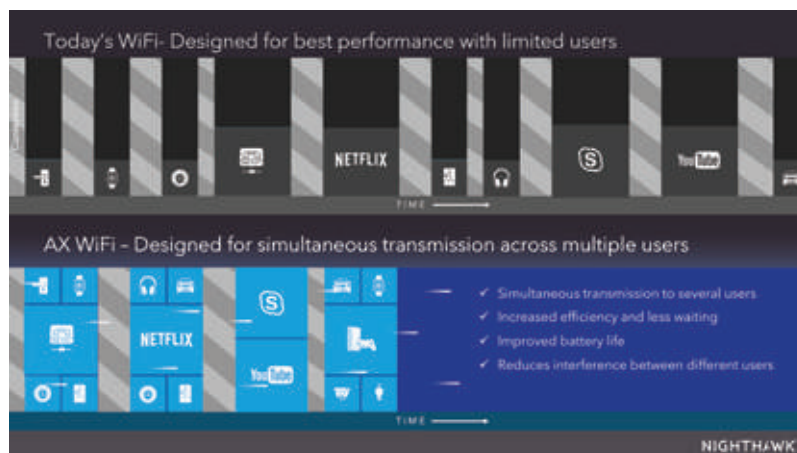 Today's WiFi- Designed for best performance with limited users
NETFLIX
S
YouTube
TIME
AX WiFi – Designed for simultaneous transmission across multiple users
S
✓ Simultaneous transmission to several users
✓ Increased efficiency and less waiting
NETFLIX
✓ Improved battery life
YouTube
✓ Reduces interference between different users
TIME
NIGHTHAWK